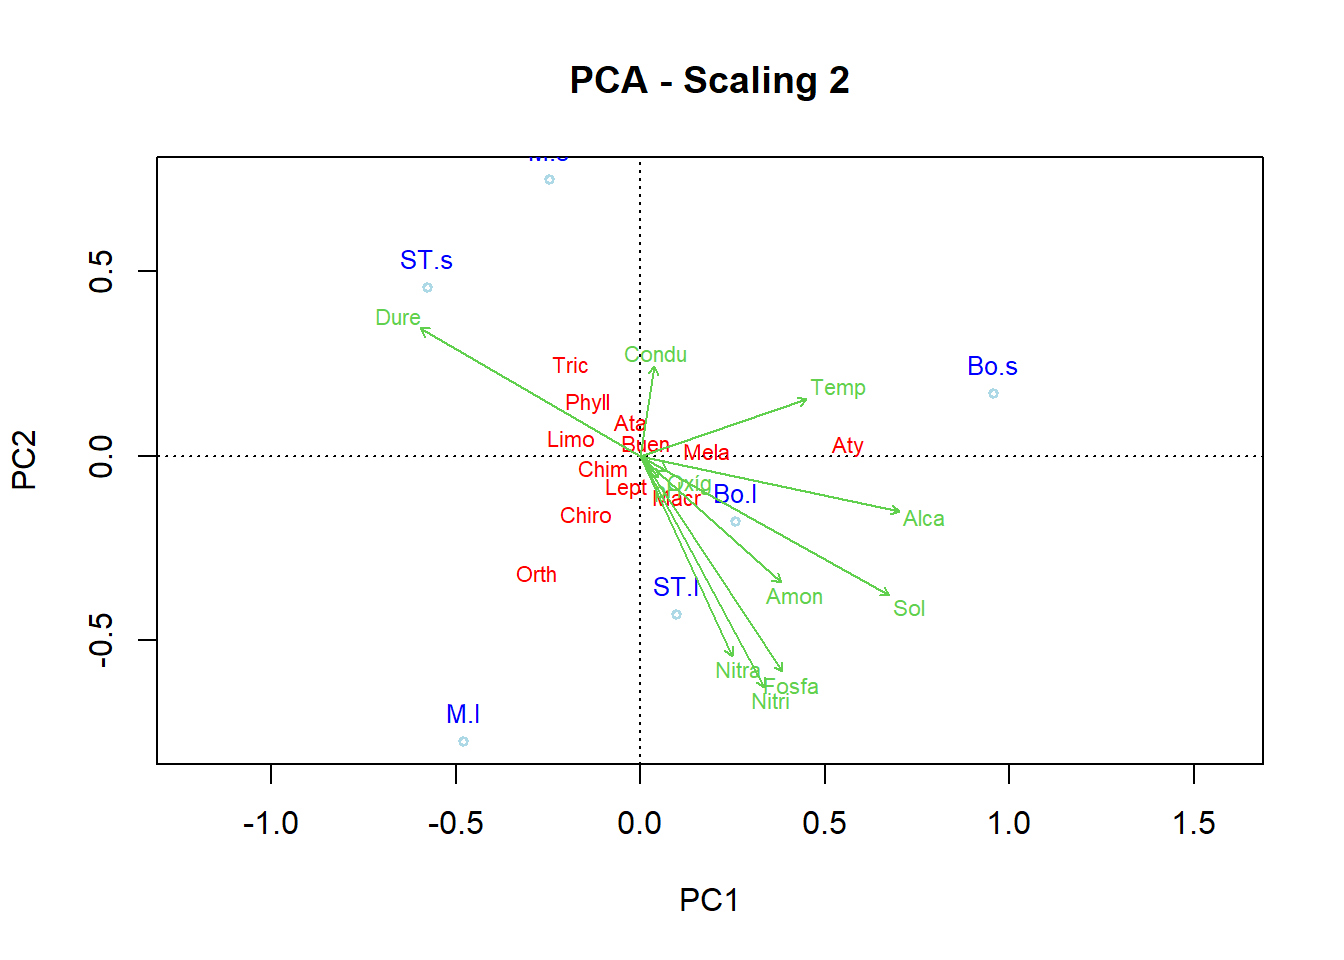 PCA - Scaling 2
ST.s
Dure
Tric
Condu
Bo.s
Temp
Phyll
Ata
Limo
Buen
Mela
Aty
Chim
Lept
Oxíg
Macr
Bo.l
Chiro
Alca
Orth
ST.l
Amon
Sol
Nitra
Fosfa
Nitri
M.l
PC2
0.5
0.0
-0.5
-1.0 -0.5 0.0 0.5 1.0 1.5
PC1